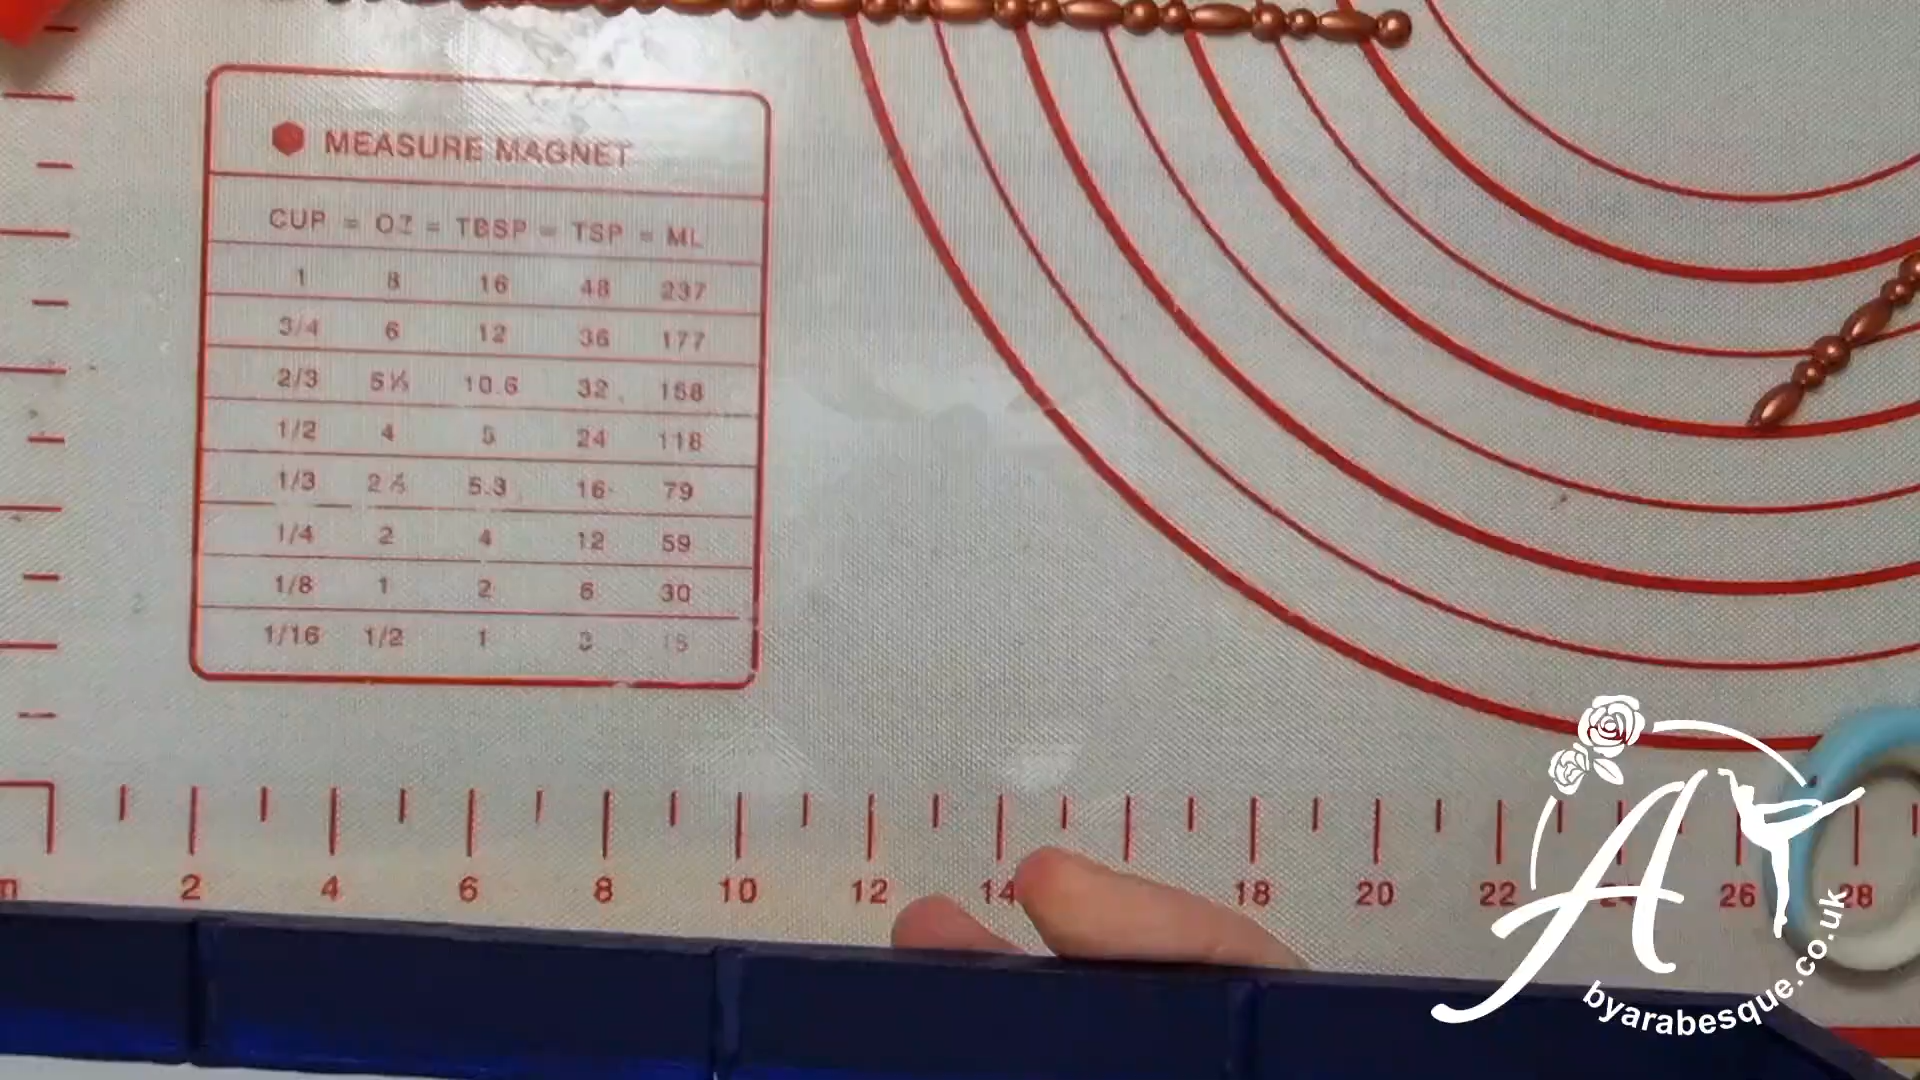 MEASURE MAGNET
CUP = OZ = TBSP = TSP = ML
1 8 16 48 237
3/4 6 12 36 177
2/3 5⅓ 10.6 32 158
1/2 4 24 118
1/3 5.3 16 79
1/4 2 4 12 59
1/8 1 2 6 30
1/16 1/2 1 3 15
2 4 6 8 10 12 14 18 20 22 24 26 28
A
byarabesque.co.uk